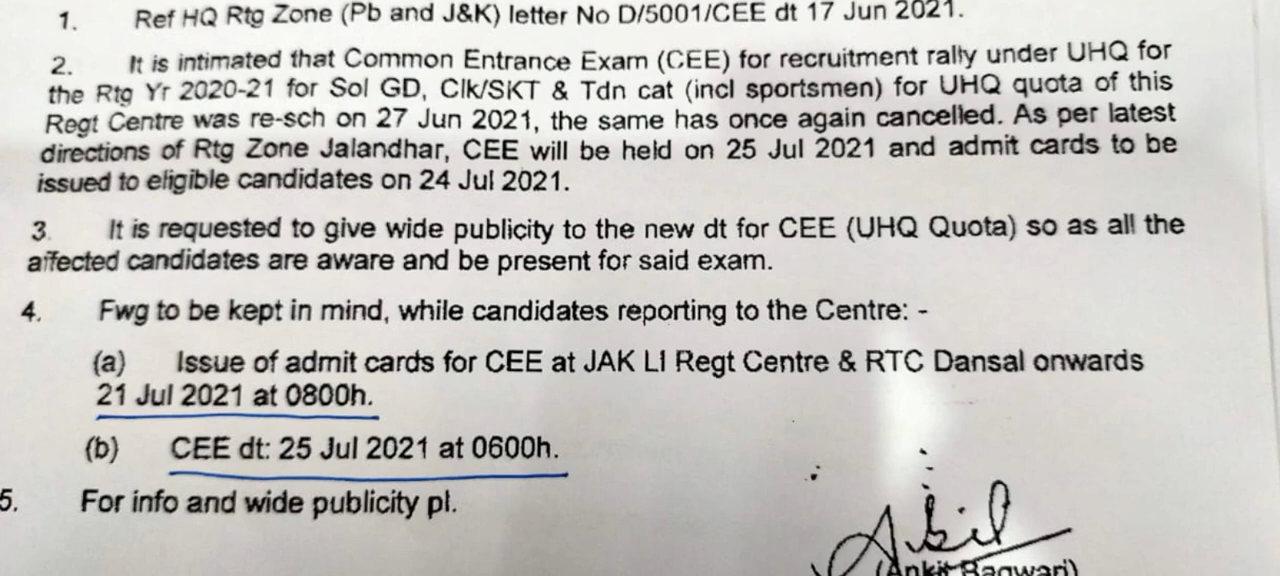 1. Ref HQ Rtg Zone (Pb and J&K) letter No D/5001/CEE dt 17 Jun 2021.
2. It is intimated that Common Entrance Exam (CEE) for recruitment rally under UHQ for
the Rtg Yr 2020-21 for Sol GD, Clk/SKT & Tdn cat (incl sportsmen) for UHQ quota of this
Regt Centre was re-sch on 27 Jun 2021, the same has once again cancelled. As per latest
directions of Rtg Zone Jalandhar, CEE will be held on 25 Jul 2021 and admit cards to be
issued to eligible candidates on 24 Jul 2021.
3. It is requested to give wide publicity to the new dt for CEE (UHQ Quota) so as all the
affected candidates are aware and be present for said exam.
4. Fwg to be kept in mind, while candidates reporting to the Centre: -
(a) Issue of admit cards for CEE at JAK LI Regt Centre & RTC Dansal onwards
21 Jul 2021 at 0800h.
(b) CEE dt: 25 Jul 2021 at 0600h.
5. For info and wide publicity pl.
(Ankit